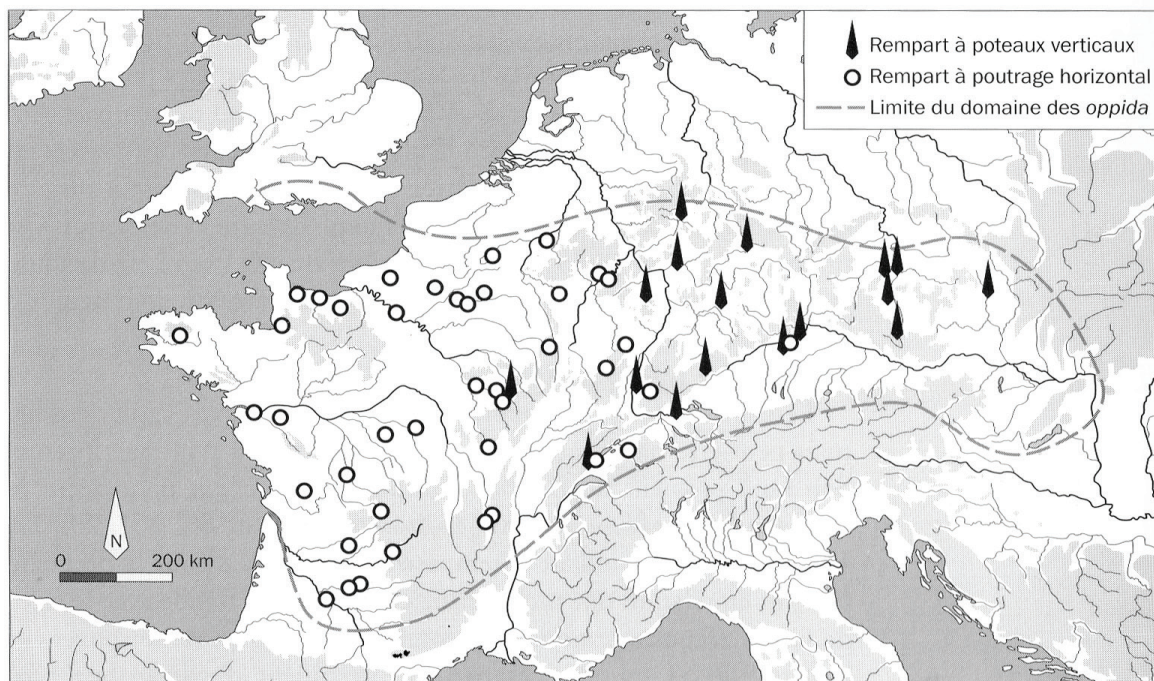 Rempart à poteaux verticaux
Rempart à poutrage horizontal
Limite du domaine des oppida
N
0 200 km